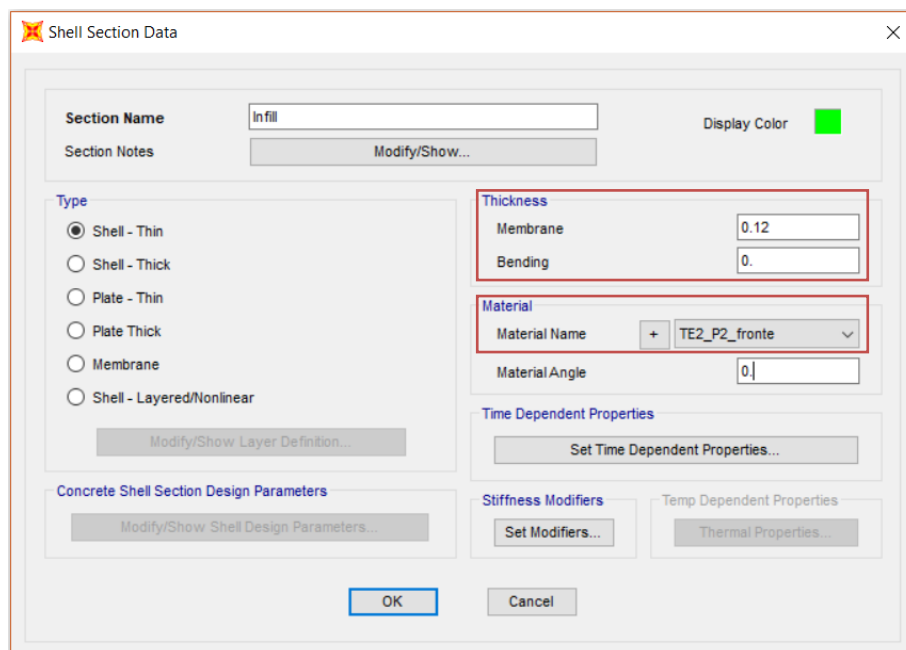 Shell Section Data
Section Name
Infill
Display Color
Section Notes
Modify/Show...
Type
Shell - Thin
Shell - Thick
Plate - Thin
Plate Thick
Membrane
Shell - Layered/Nonlinear
Modify/Show Layer Definition...
Thickness
Membrane
0.12
Bending
0.
Material
Material Name
+
TE2_P2_fronte
Material Angle
0.
Time Dependent Properties
Set Time Dependent Properties...
Concrete Shell Section Design Parameters
Modify/Show Shell Design Parameters...
Stiffness Modifiers
Set Modifiers...
Temp Dependent Properties
Thermal Properties...
OK
Cancel